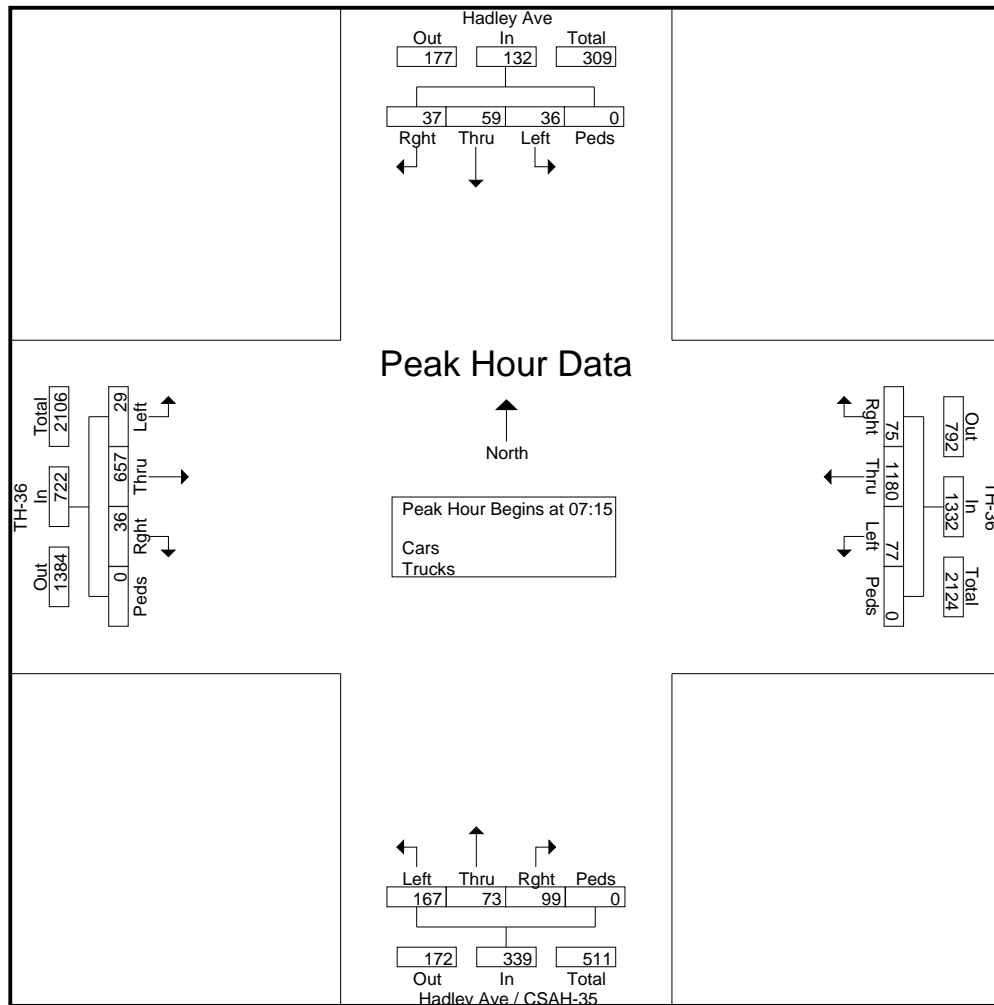 Hadley Ave
Out In Total
177 132 309
37 59 36 0
Rght Thru Left Peds
Peak Hour Data
North
Peak Hour Begins at 07:15
Cars
Trucks
TH-36
Total In Out
2106 722 1384
29 657 36 0
Left Thru Rght Peds
TH-36
Out In Total
792 1332 2124
75 1180 77 0
Rght Thru Left Peds
Left Thru Rght Peds
167 73 99 0
172 339 511
Out In Total
Hadley Ave / CSAH-35